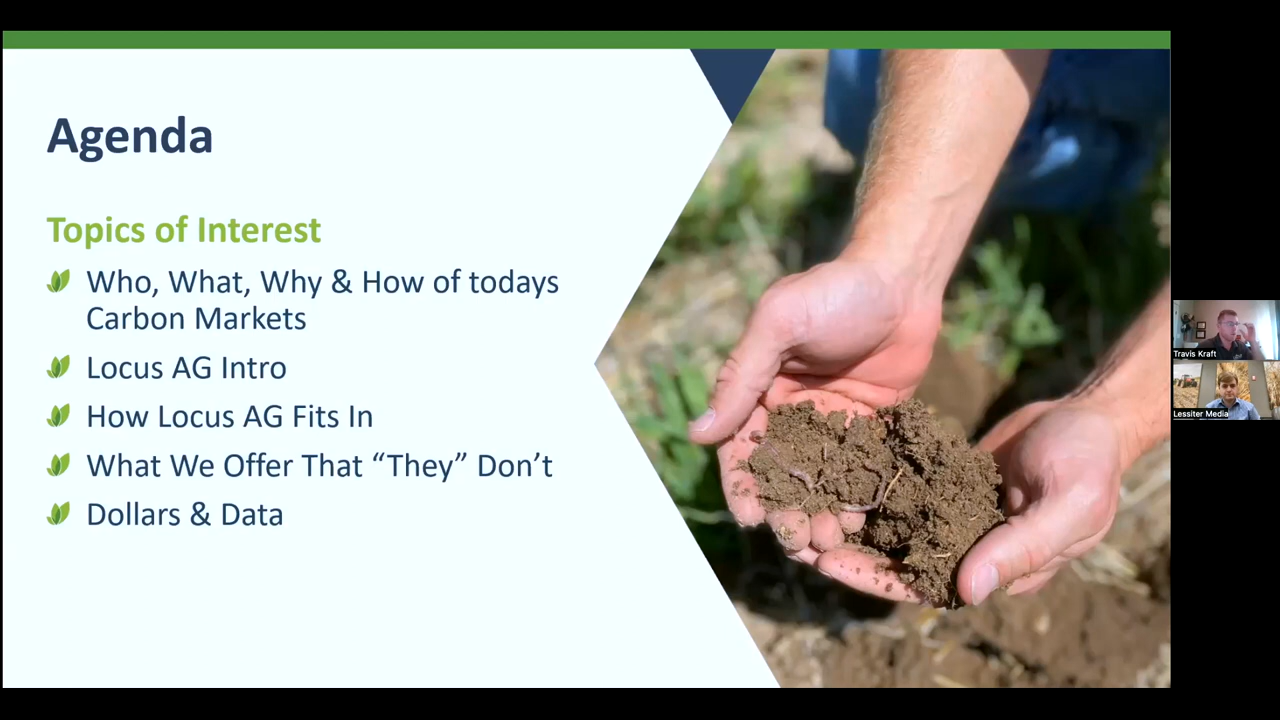 Agenda
Topics of Interest
Who, What, Why & How of todays
Carbon Markets
Locus AG Intro
How Locus AG Fits In
What We Offer That “They” Don’t
Dollars & Data
Travis Kraft
Lessiter Media